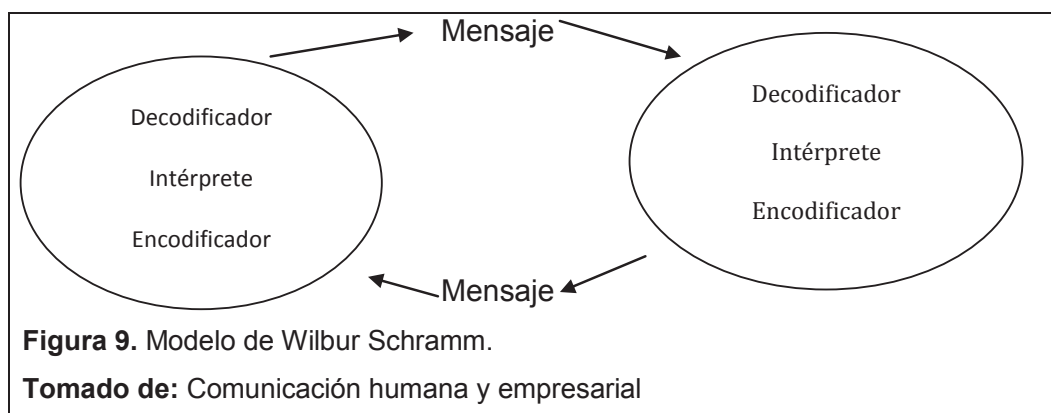 Mensaje
Decodificador
Intérprete
Encodificador
Decodificador
Intérprete
Encodificador
Mensaje
Figura 9. Modelo de Wilbur Schramm.
Tomado de: Comunicación humana y empresarial